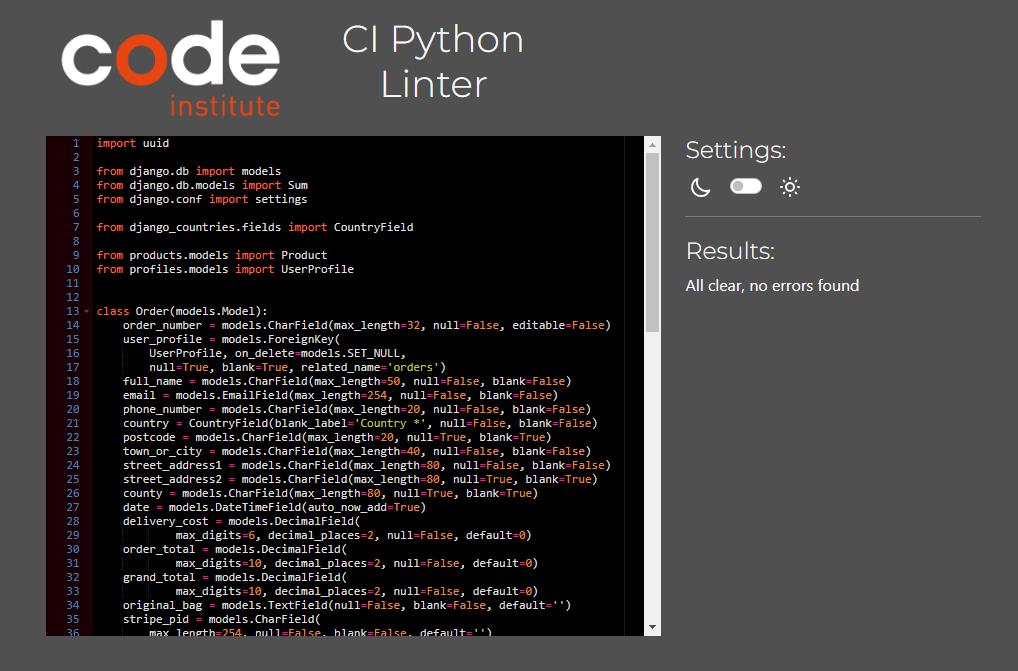 code
institute
CI Python
Linter
1 import uuid
2
3 from django.db import models
4 from django.db.models import Sum
5 from django.conf import settings
6
7 from django_countries.fields import CountryField
8
9 from products.models import Product
10 from profiles.models import UserProfile
11
12
13 class Order(models.Model):
14     order_number = models.CharField(max_length=32, null=False, editable=False)
15     user_profile = models.ForeignKey(
16         UserProfile, on_delete=models.SET_NULL,
17         null=True, blank=True, related_name='orders')
18     full_name = models.CharField(max_length=50, null=False, blank=False)
19     email = models.EmailField(max_length=254, null=False, blank=False)
20     phone_number = models.CharField(max_length=20, null=False, blank=False)
21     country = CountryField(blank_label='Country *', null=False, blank=False)
22     postcode = models.CharField(max_length=20, null=True, blank=True)
23     town_or_city = models.CharField(max_length=40, null=False, blank=False)
24     street_address1 = models.CharField(max_length=80, null=False, blank=False)
25     street_address2 = models.CharField(max_length=80, null=True, blank=True)
26     county = models.CharField(max_length=80, null=True, blank=True)
27     date = models.DateTimeField(auto_now_add=True)
28     delivery_cost = models.DecimalField(
29             max_digits=6, decimal_places=2, null=False, default=0)
30     order_total = models.DecimalField(
31             max_digits=10, decimal_places=2, null=False, default=0)
32     grand_total = models.DecimalField(
33             max_digits=10, decimal_places=2, null=False, default=0)
34     original_bag = models.TextField(null=False, blank=False, default='')
35     stripe_pid = models.CharField(
36         max_length=254, null=False, blank=False, default='')
Settings:
Results:
All clear, no errors found